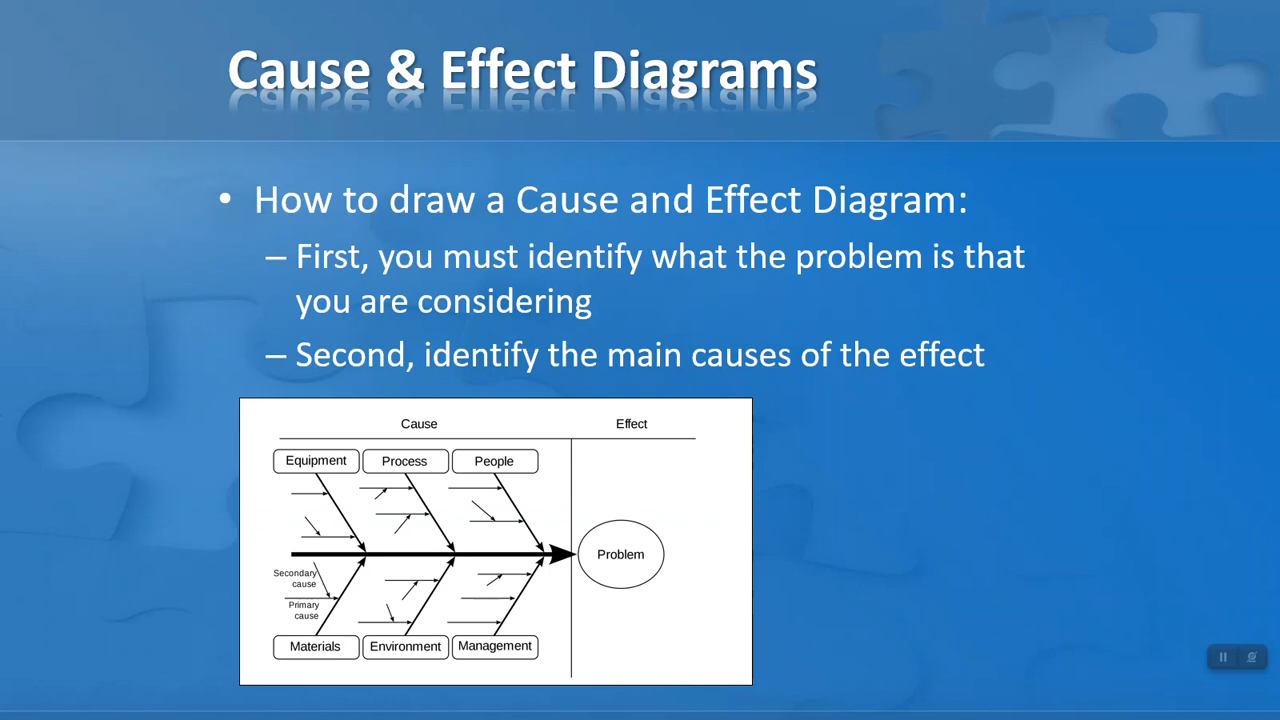 Cause & Effect Diagrams
• How to draw a Cause and Effect Diagram:
– First, you must identify what the problem is that
you are considering
– Second, identify the main causes of the effect
Cause
Effect
Equipment
Process
People
Problem
Secondary
cause
Primary
cause
Materials
Environment
Management